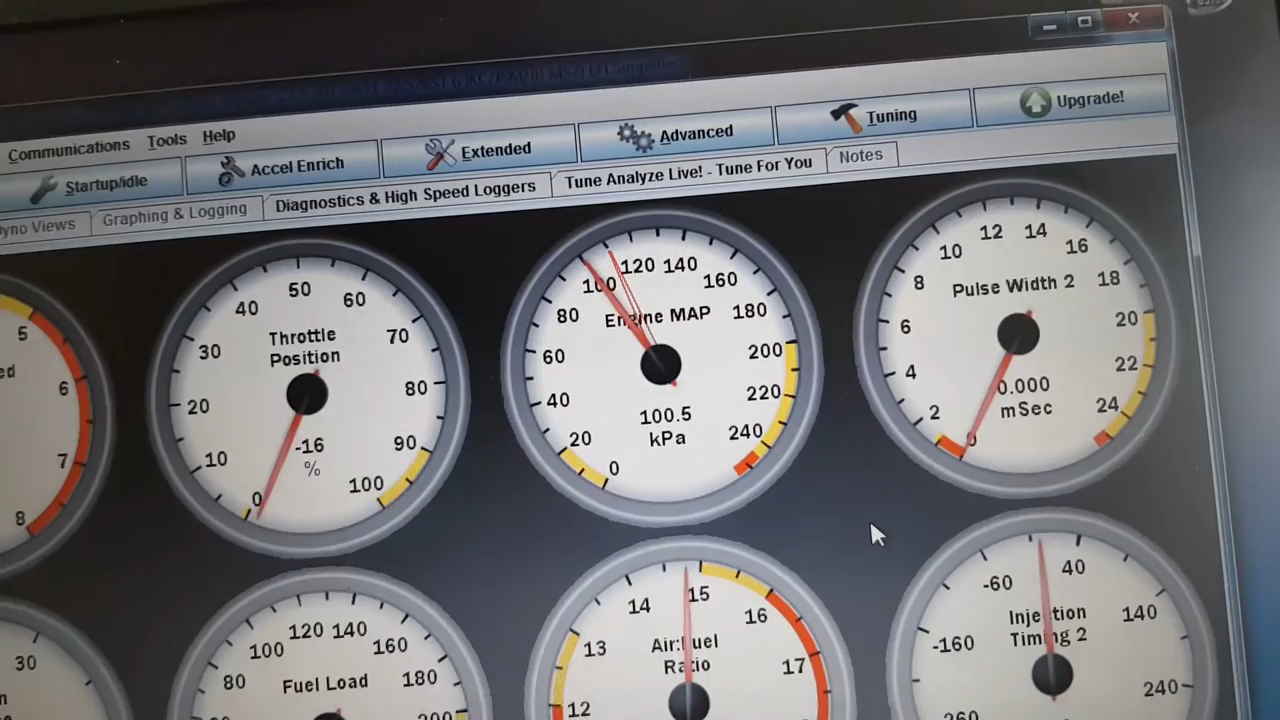 Communications Tools Help
Startup/Idle Accel Enrich Extended Advanced Tuning Upgrade!
Dyno Views Graphing & Logging Diagnostics & High Speed Loggers Tune Analyze Live! - Tune For You Notes
5
6
7
8
0 10 20 30 40 50 60 70 80 90 100
Throttle
Position
-16
%
0 20 40 60 80 100 120 140 160 180 200 220 240
Engine MAP
100.5
kPa
0 2 4 6 8 10 12 14 16 18 20 22 24
Pulse Width 2
0.000
mSec
30
80 100 120 140 160 180 200
Fuel Load
12 13 14 15 16 17
Air:Fuel
Ratio
-160 -60 40 140 240
Injection
Timing 2